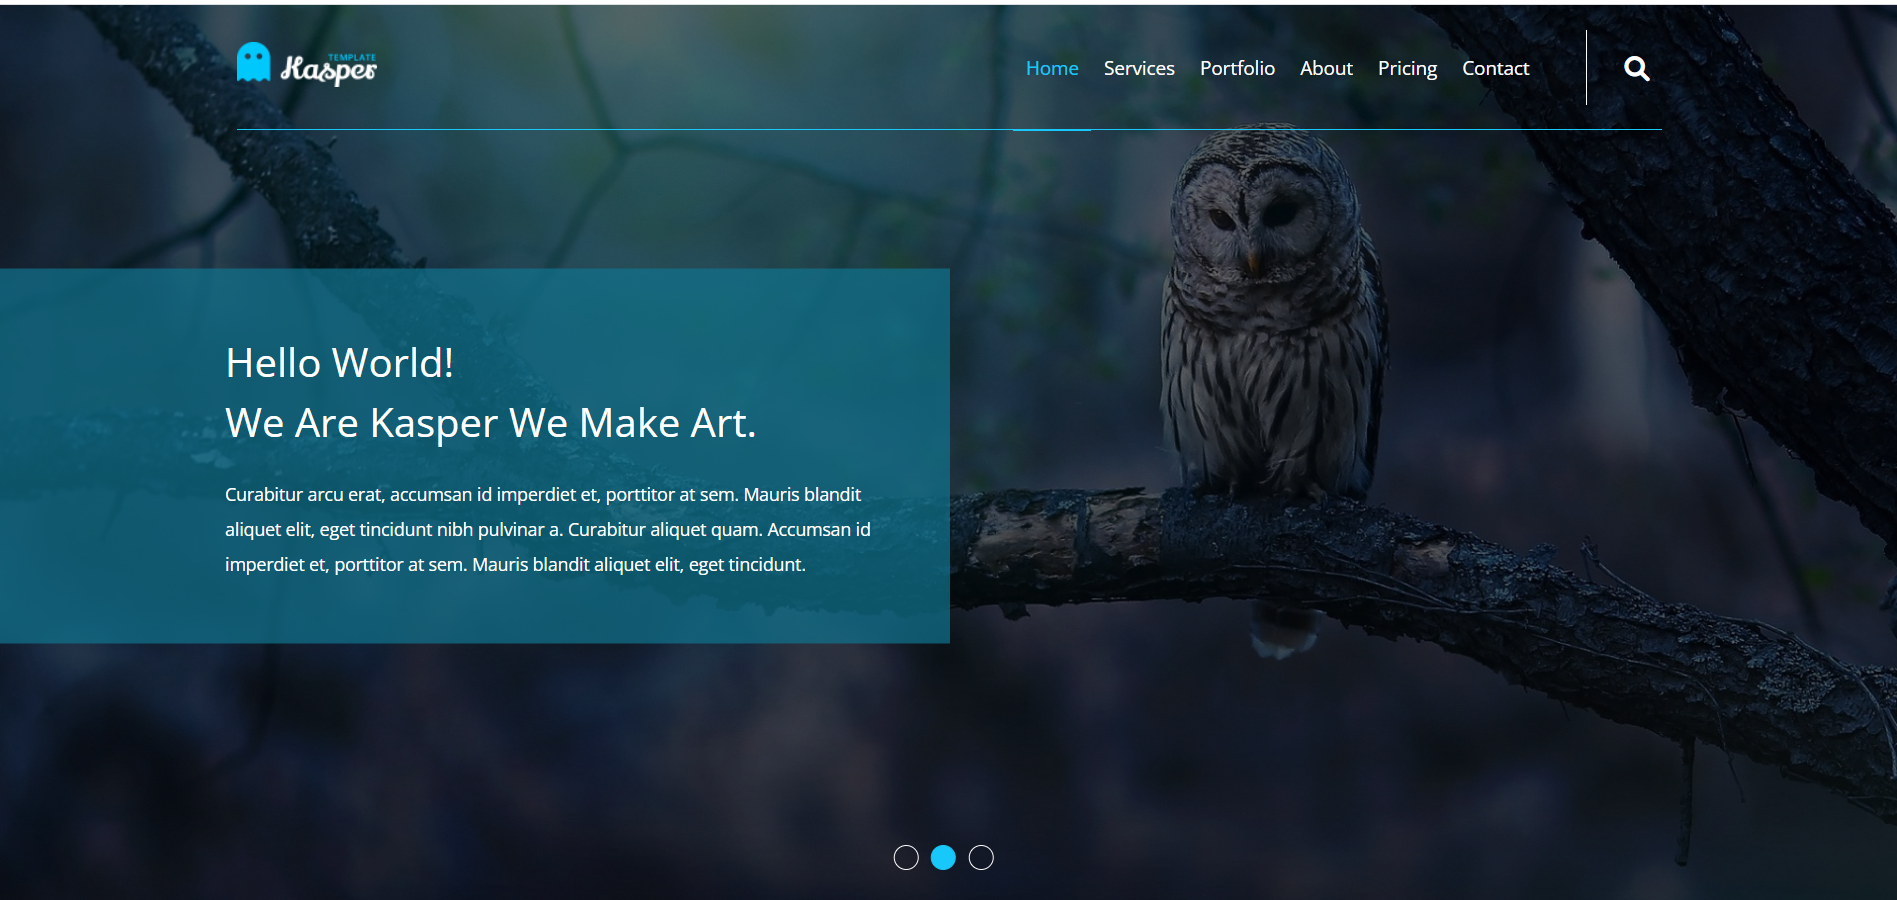 TEMPLATE
Kasper
Home Services Portfolio About Pricing Contact
Hello World!
We Are Kasper We Make Art.
Curabitur arcu erat, accumsan id imperdiet et, porttitor at sem. Mauris blandit
aliquet elit, eget tincidunt nibh pulvinar a. Curabitur aliquet quam. Accumsan id
imperdiet et, porttitor at sem. Mauris blandit aliquet elit, eget tincidunt.